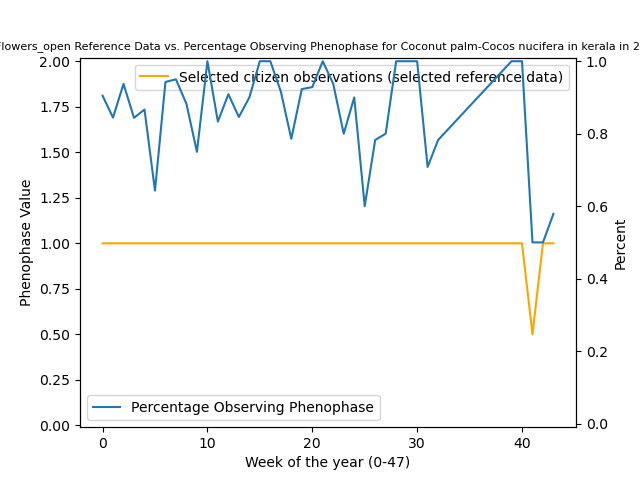 Flowers_open Reference Data vs. Percentage Observing Phenophase for Coconut palm-Cocos nucifera in kerala in 2
Selected citizen observations (selected reference data)
Percentage Observing Phenophase
Phenophase Value
Percent
Week of the year (0-47)
2.00
1.75
1.50
1.25
1.00
0.75
0.50
0.25
0.00
1.0
0.8
0.6
0.4
0.2
0.0
0 10 20 30 40